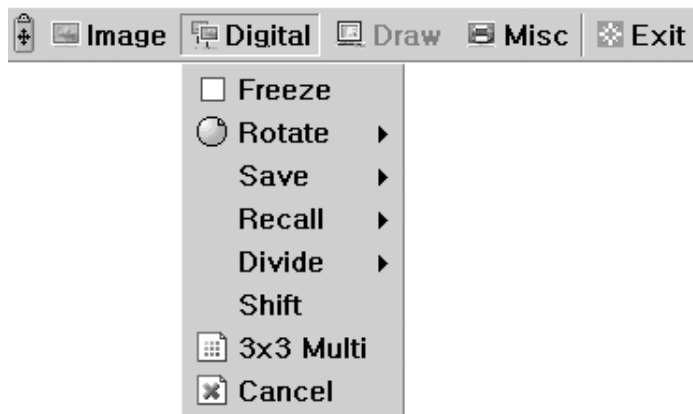 Image Digital Draw Misc Exit
Freeze
Rotate
Save
Recall
Divide
Shift
3x3 Multi
Cancel